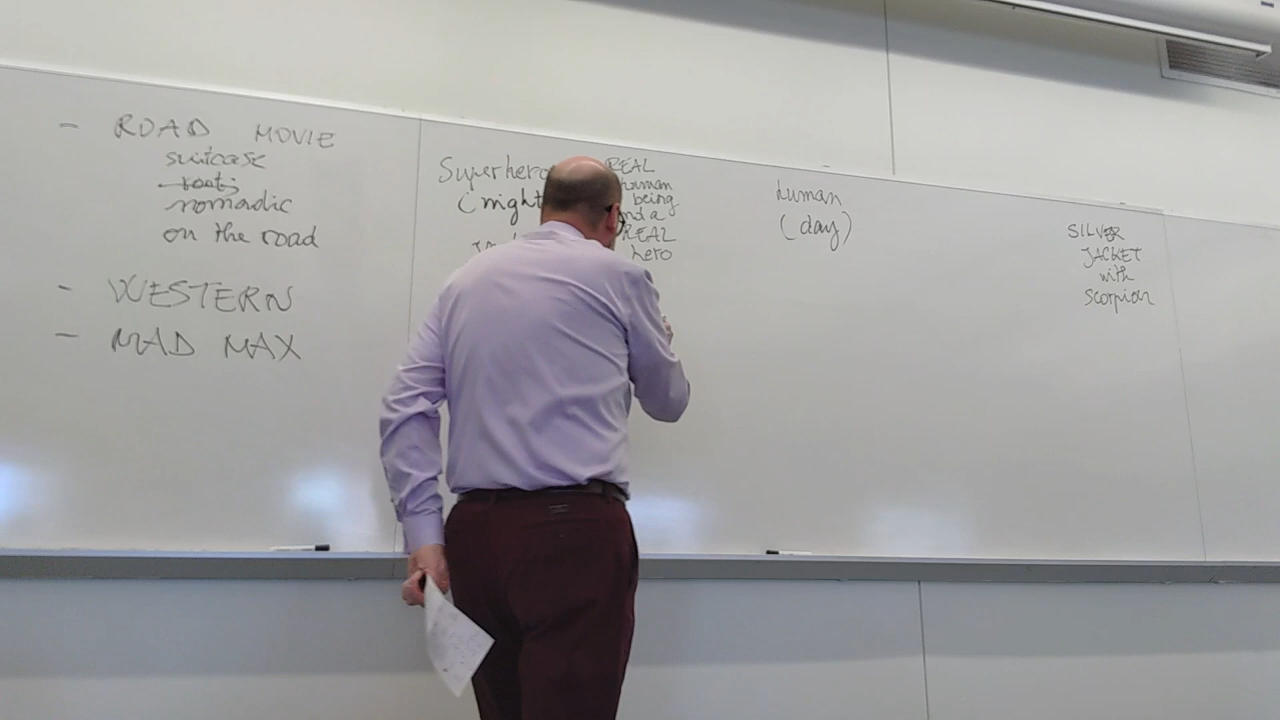 - ROAD MOVIE
suitcase
roots
nomadic
on the road
- WESTERN
- MAD MAX
Superhero
(night
REAL
human
being
and a
REAL
hero
human
(day)
SILVER
JACKET
with
scorpion